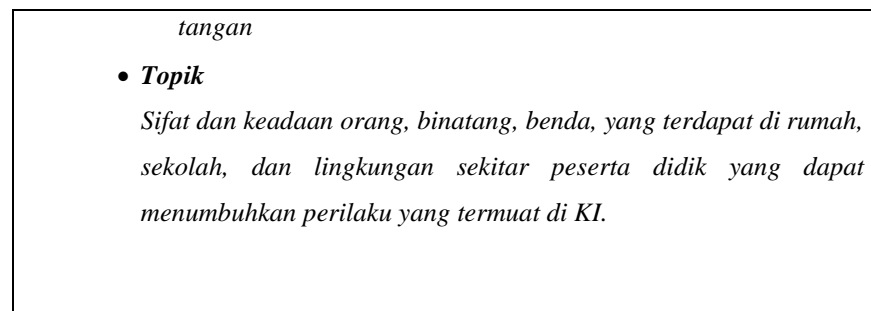 tangan
• Topik
Sifat dan keadaan orang, binatang, benda, yang terdapat di rumah,
sekolah, dan lingkungan sekitar peserta didik yang dapat
menumbuhkan perilaku yang termuat di KI.